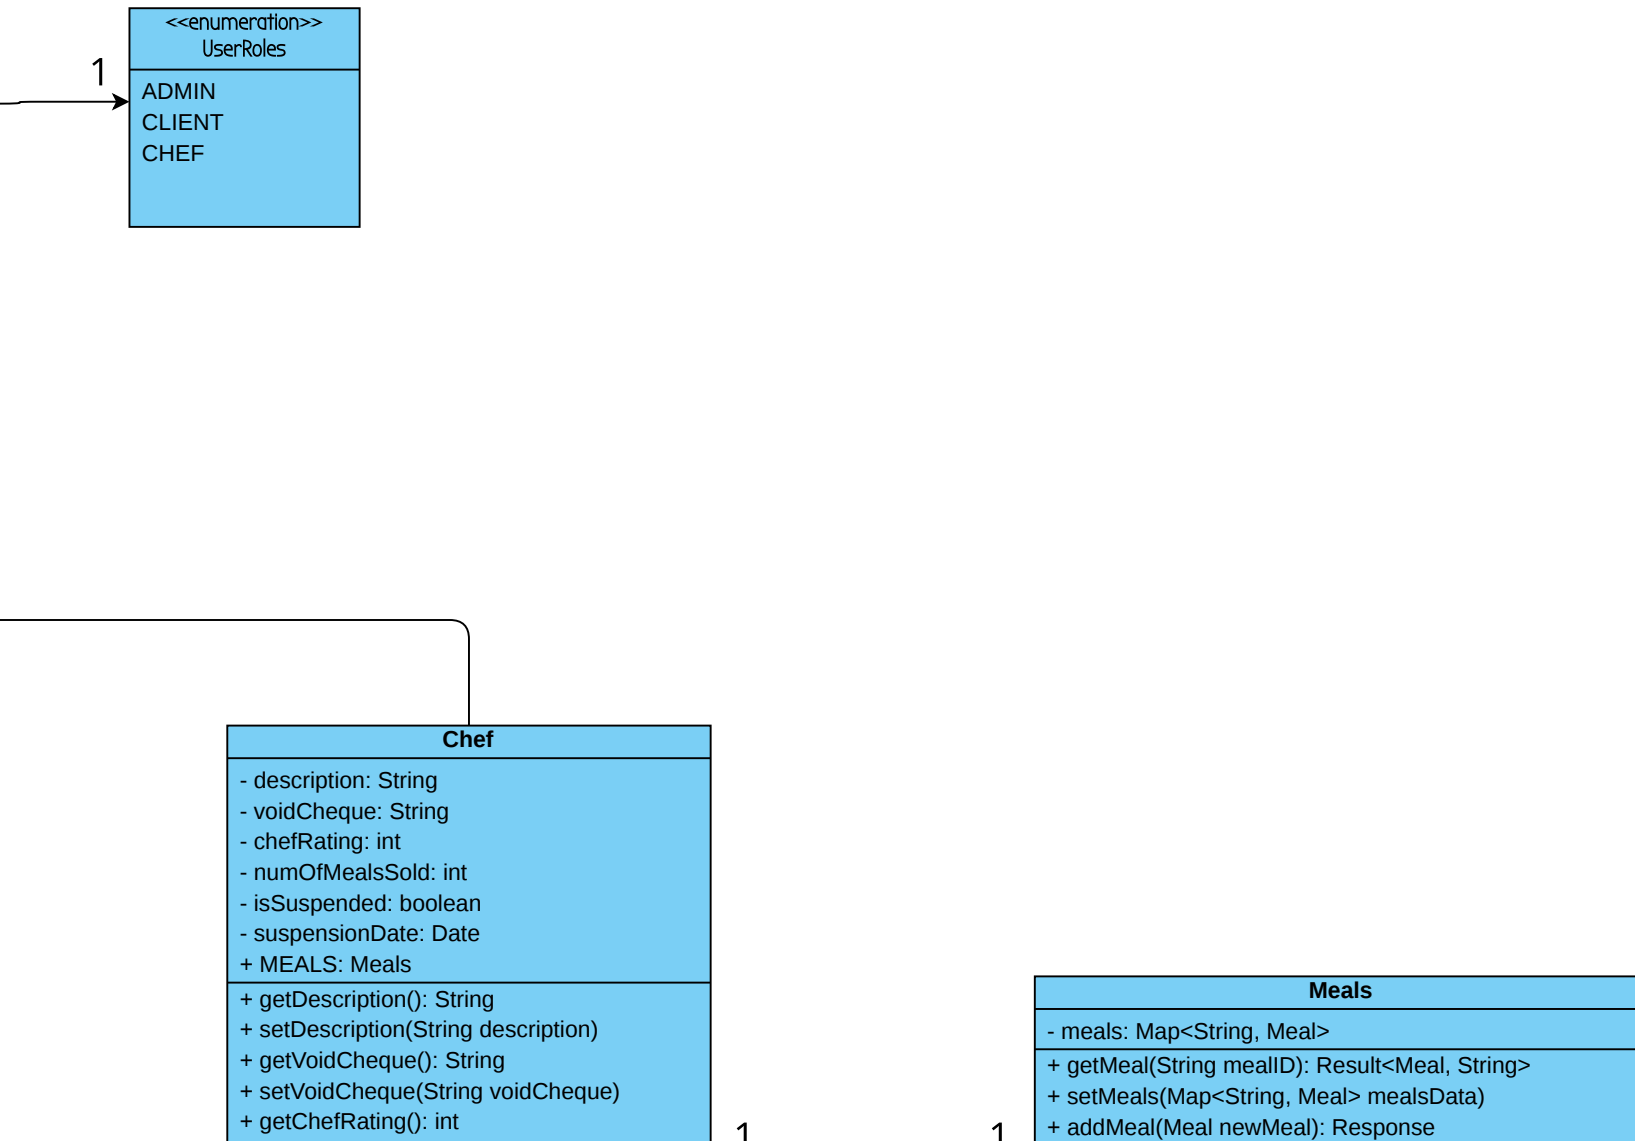 <<enumeration>>
UserRoles
1
ADMIN
CLIENT
CHEF
Chef
- description: String
- voidCheque: String
- chefRating: int
- numOfMealsSold: int
- isSuspended: boolean
- suspensionDate: Date
+ MEALS: Meals
+ getDescription(): String
+ setDescription(String description)
+ getVoidCheque(): String
+ setVoidCheque(String voidCheque)
+ getChefRating(): int
1
1
Meals
- meals: Map<String, Meal>
+ getMeal(String mealID): Result<Meal, String>
+ setMeals(Map<String, Meal> mealsData)
+ addMeal(Meal newMeal): Response